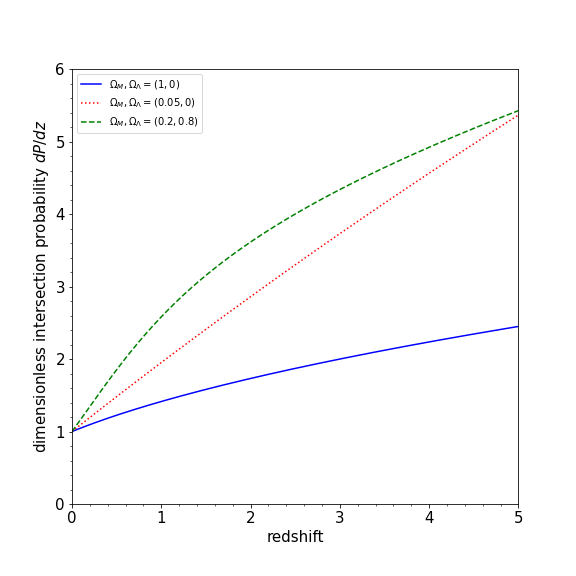 6
5
4
3
2
1
0
dimensionless intersection probability dP/dz
Ω_M, Ω_Λ = (1, 0)
Ω_M, Ω_Λ = (0.05, 0)
Ω_M, Ω_Λ = (0.2, 0.8)
0 1 2 3 4 5
redshift